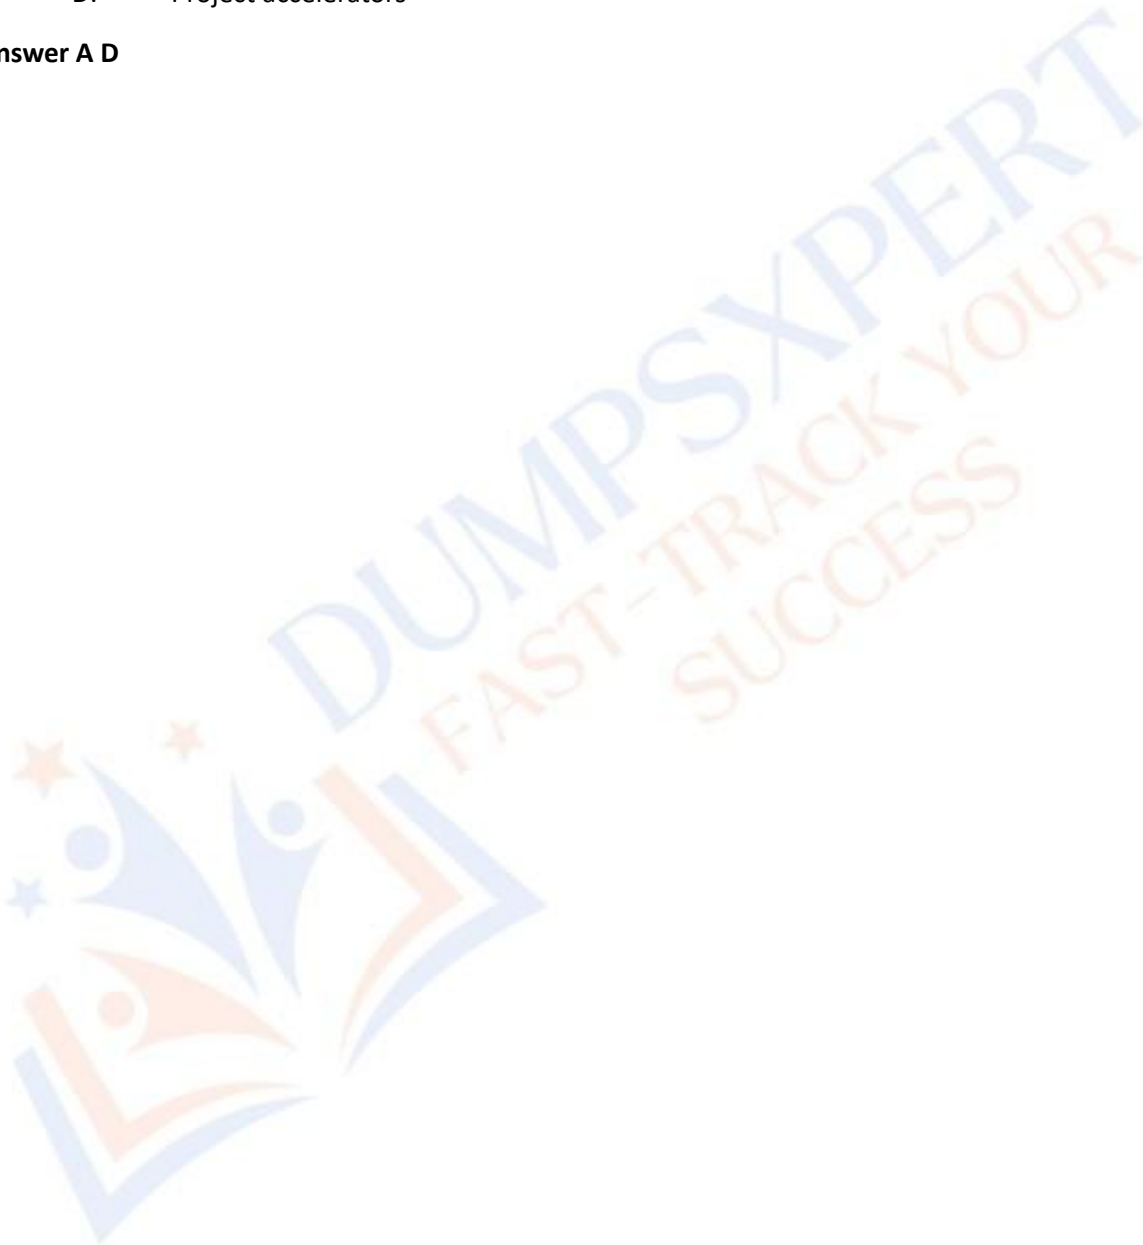 D. Project accelerators
nswer A D
DUMPSXPERT
FAST-TRACK YOUR
SUCCESS